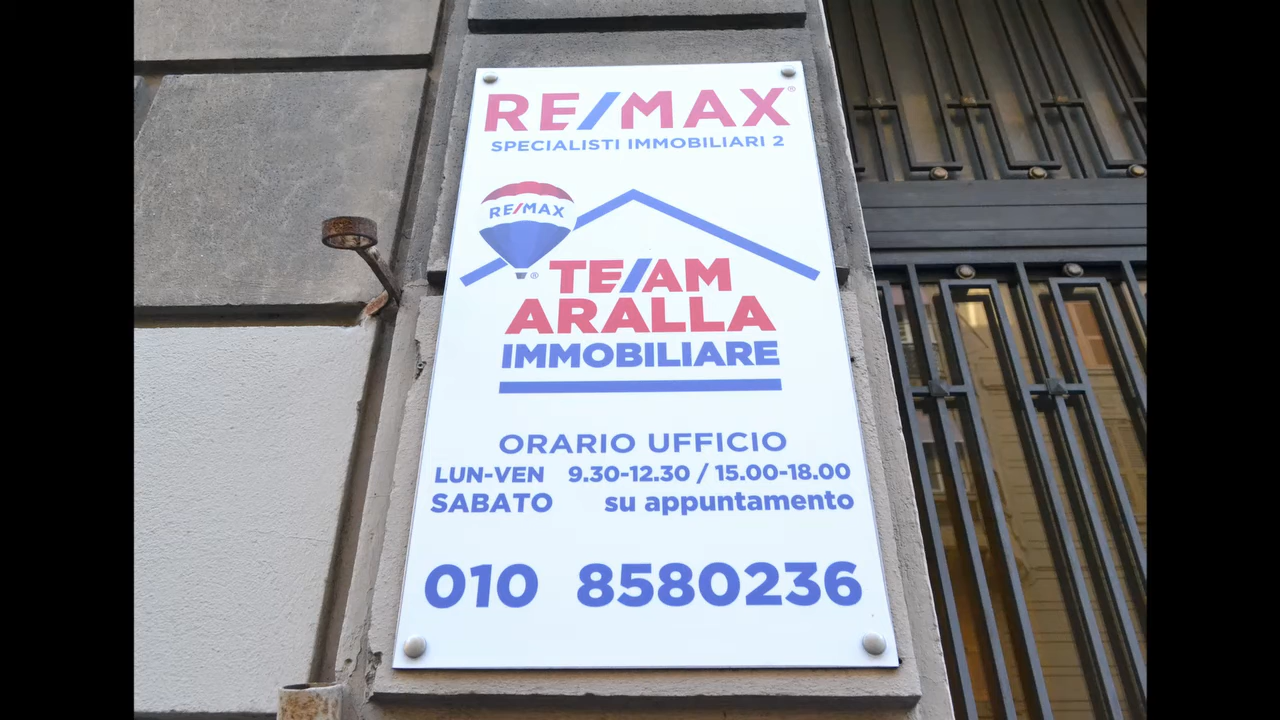 RE/MAX®
SPECIALISTI IMMOBILIARI 2
RE/MAX
®
TE/AM
ARALLA
IMMOBILIARE
ORARIO UFFICIO
LUN-VEN 9.30-12.30 / 15.00-18.00
SABATO su appuntamento
010 8580236